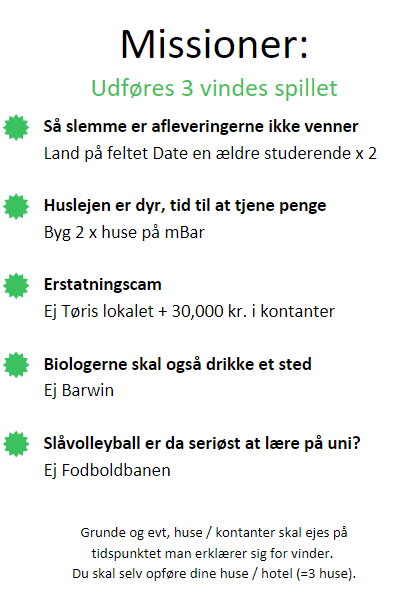 Missioner:
Udføres 3 vindes spillet
Så slemme er afleveringerne ikke venner
Land på feltet Date en ældre studerende x 2
Huslejen er dyr, tid til at tjene penge
Byg 2 x huse på mBar
Erstatningscam
Ej Tøris lokalet + 30,000 kr. i kontanter
Biologerne skal også drikke et sted
Ej Barwin
Slåvolleyball er da seriøst at lære på uni?
Ej Fodboldbanen
Grunde og evt, huse / kontanter skal ejes på
tidspunktet man erklærer sig for vinder.
Du skal selv opføre dine huse / hotel (=3 huse).